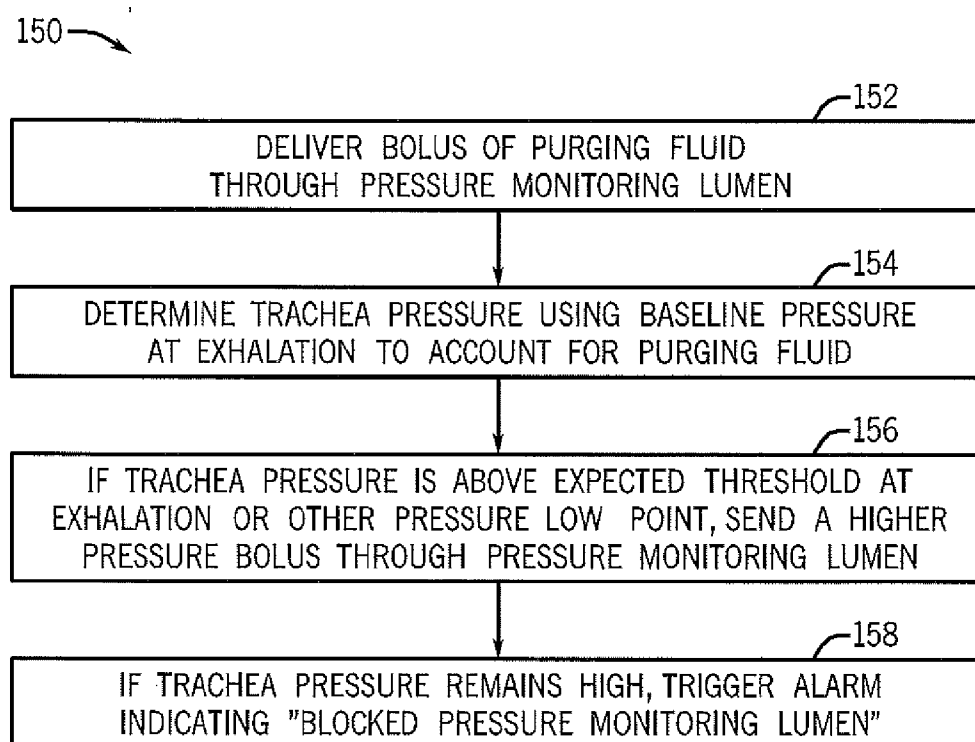 150
152
DELIVER BOLUS OF PURGING FLUID
THROUGH PRESSURE MONITORING LUMEN
154
DETERMINE TRACHEA PRESSURE USING BASELINE PRESSURE
AT EXHALATION TO ACCOUNT FOR PURGING FLUID
156
IF TRACHEA PRESSURE IS ABOVE EXPECTED THRESHOLD AT
EXHALATION OR OTHER PRESSURE LOW POINT, SEND A HIGHER
PRESSURE BOLUS THROUGH PRESSURE MONITORING LUMEN
158
IF TRACHEA PRESSURE REMAINS HIGH, TRIGGER ALARM
INDICATING "BLOCKED PRESSURE MONITORING LUMEN"